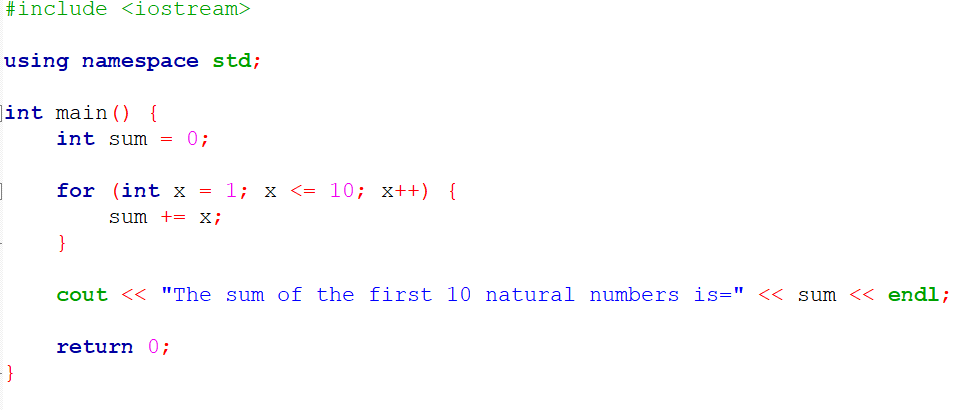 #include <iostream>
using namespace std;
int main() {
    int sum = 0;
    for (int x = 1; x <= 10; x++) {
        sum += x;
    }
    cout << "The sum of the first 10 natural numbers is=" << sum << endl;
    return 0;
}